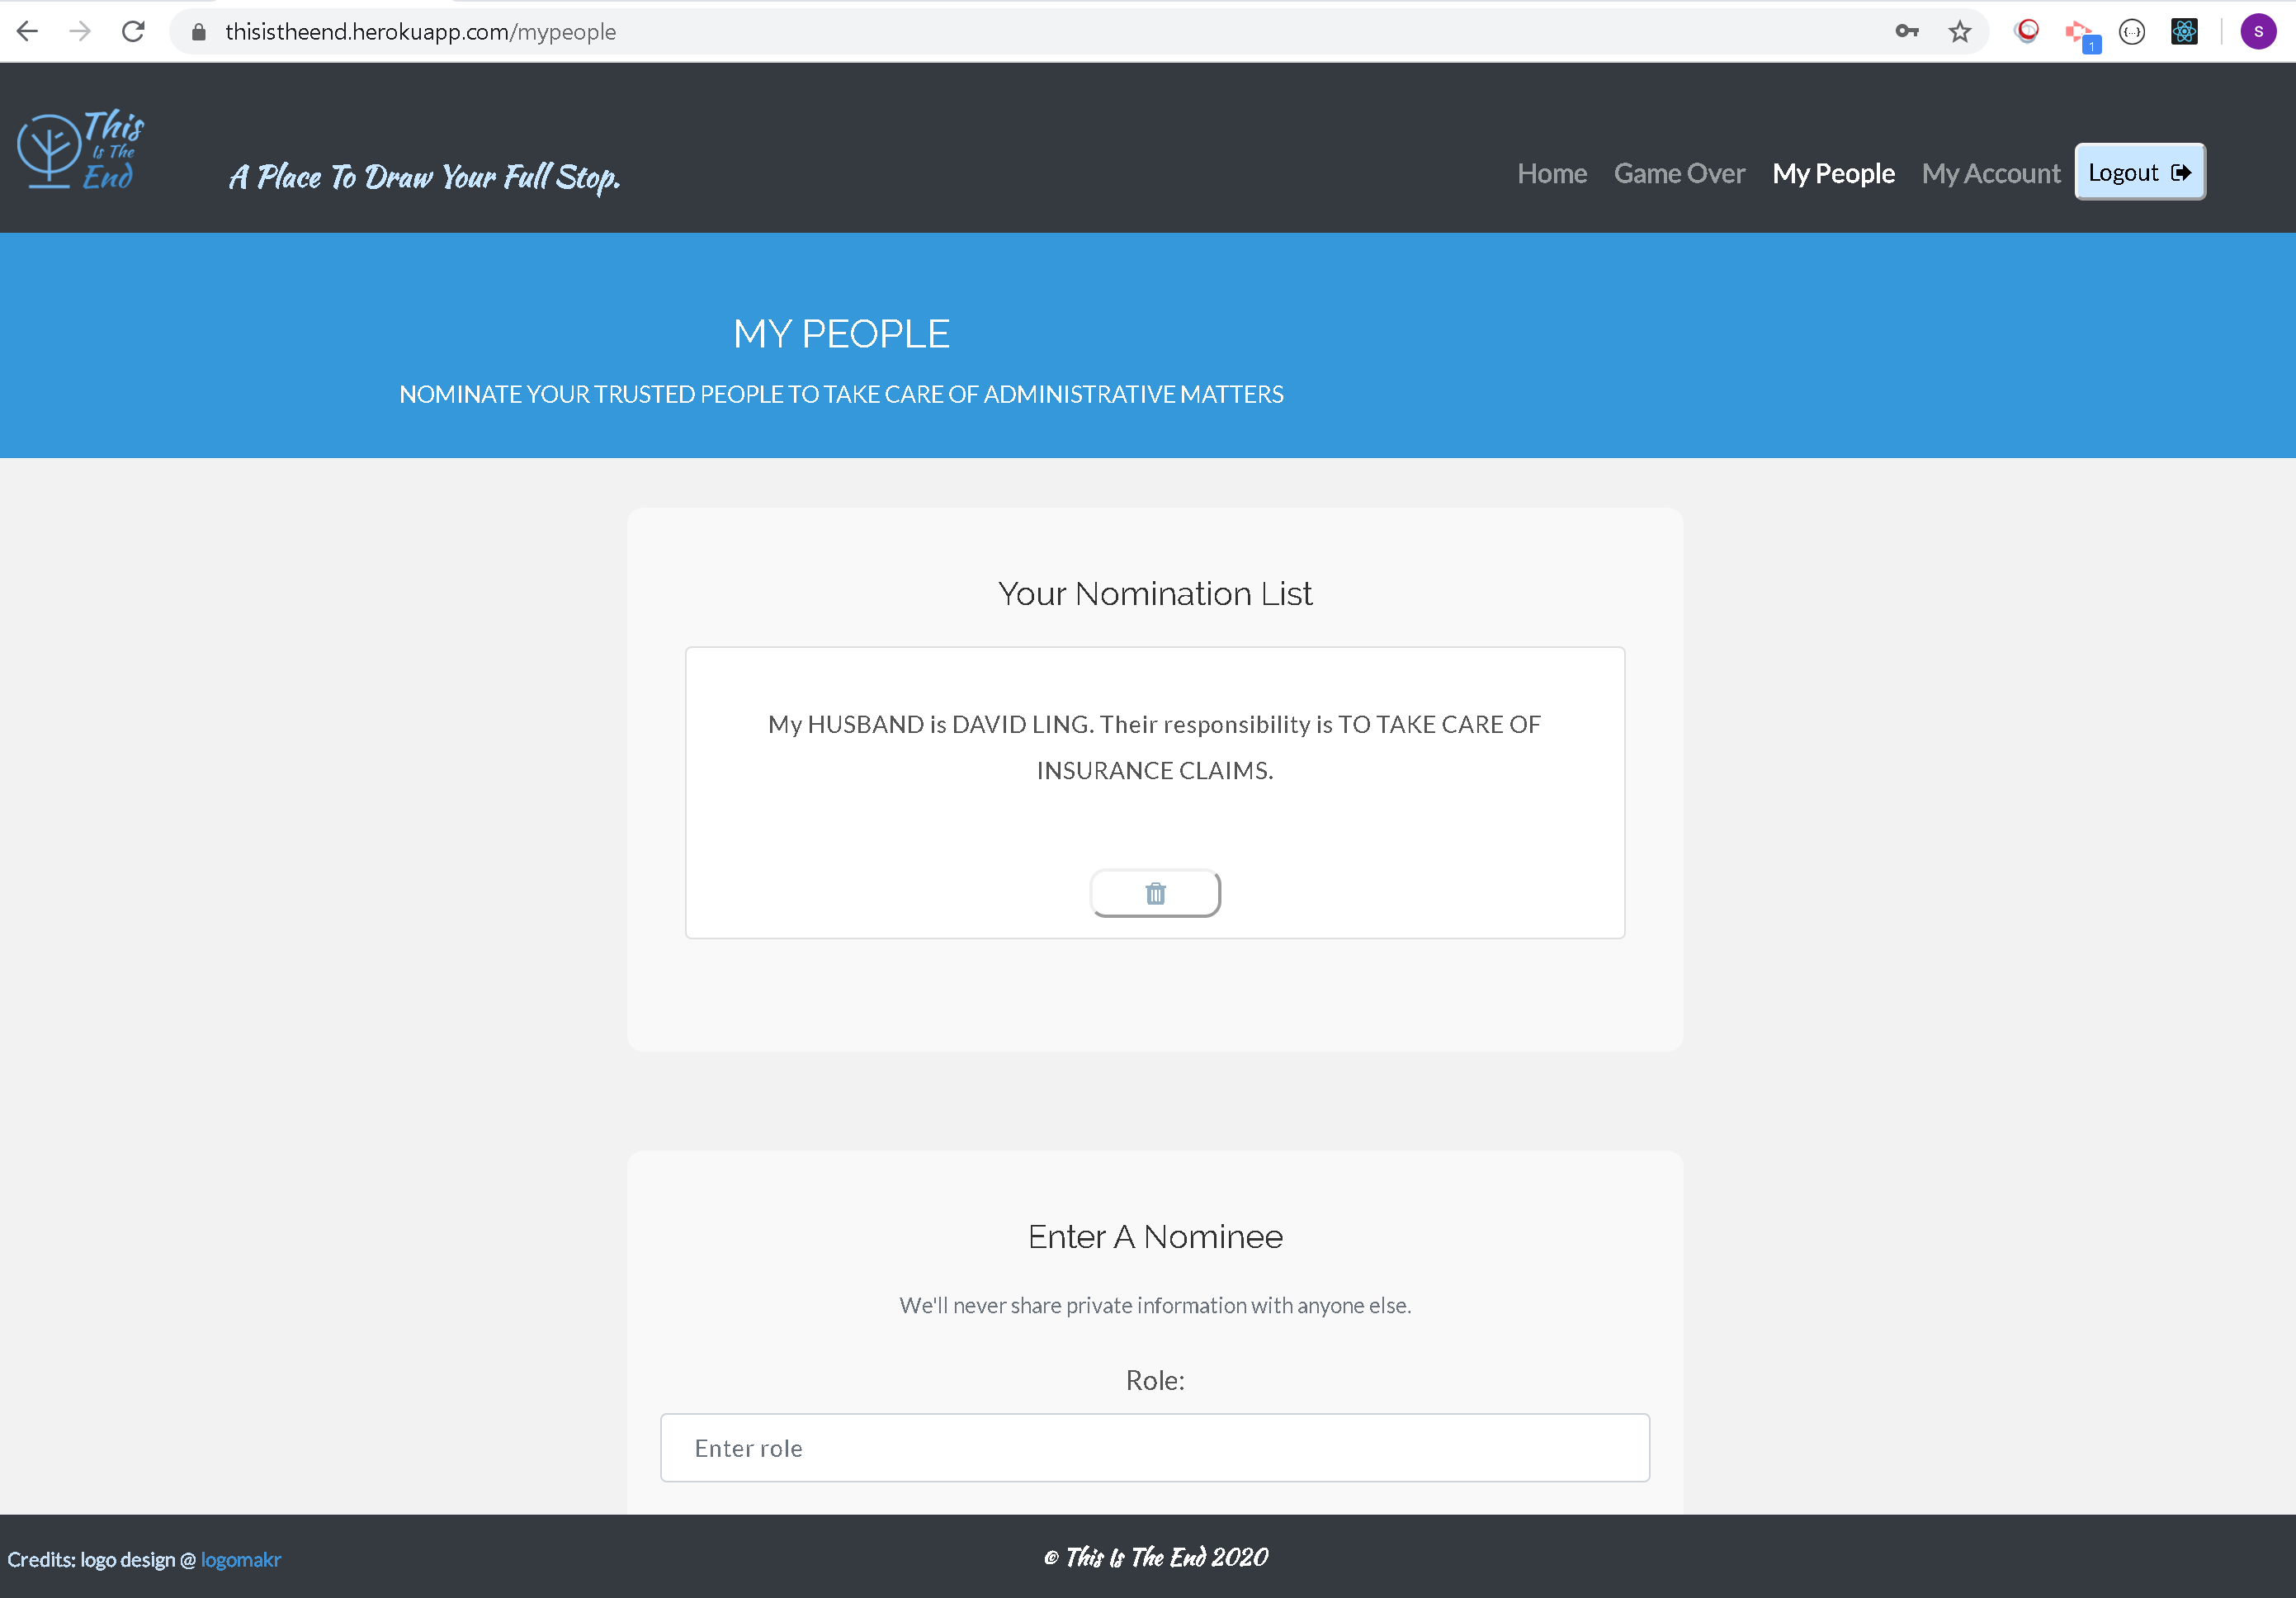 thisistheend.herokuapp.com/mypeople
1
S
This
Is The
End
A Place To Draw Your Full Stop.
Home Game Over My People My Account Logout
MY PEOPLE
NOMINATE YOUR TRUSTED PEOPLE TO TAKE CARE OF ADMINISTRATIVE MATTERS
Your Nomination List
My HUSBAND is DAVID LING. Their responsibility is TO TAKE CARE OF
INSURANCE CLAIMS.
Enter A Nominee
We'll never share private information with anyone else.
Role:
Enter role
Credits: logo design @ logomakr
© This Is The End 2020